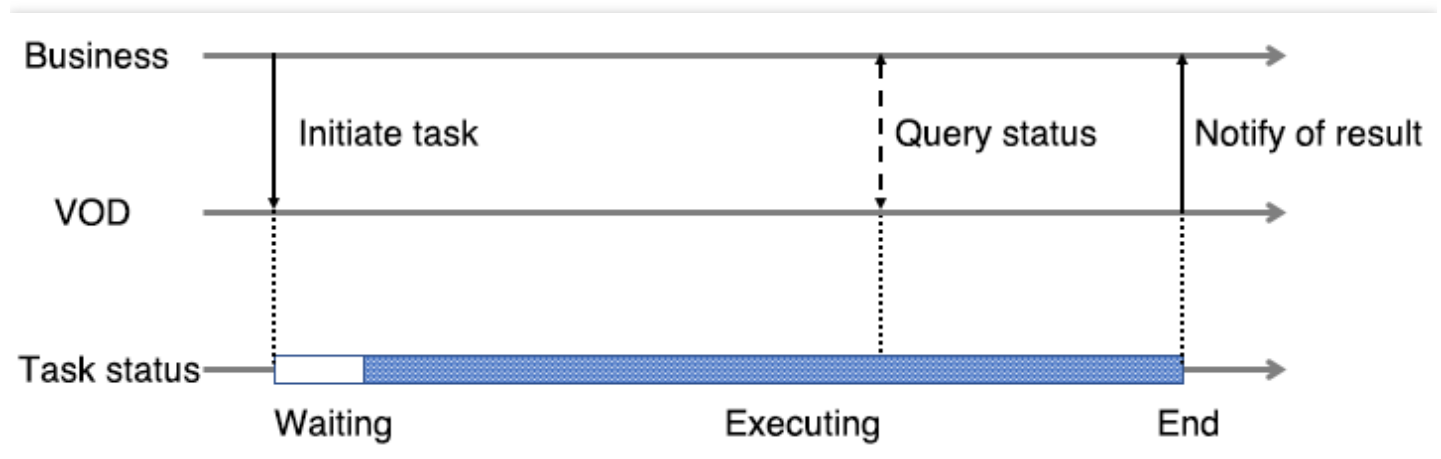 Business
Initiate task
Query status
Notify of result
VOD
Task status
Waiting
Executing
End